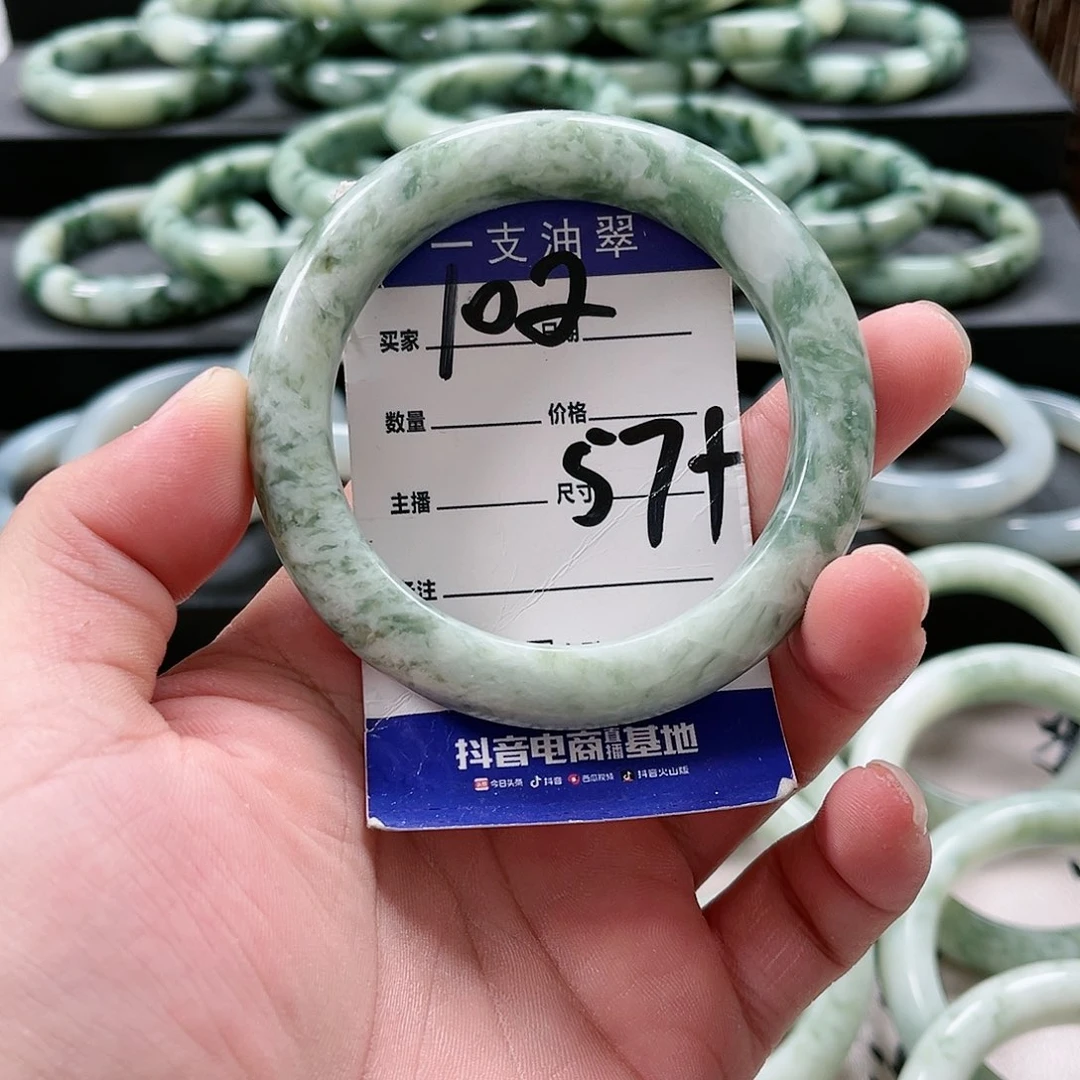 一支油翠
102
买家
数量 价格
57+
主播 尺寸
抖音电商直播基地
今日头条 抖音 西瓜视频 抖音火山版